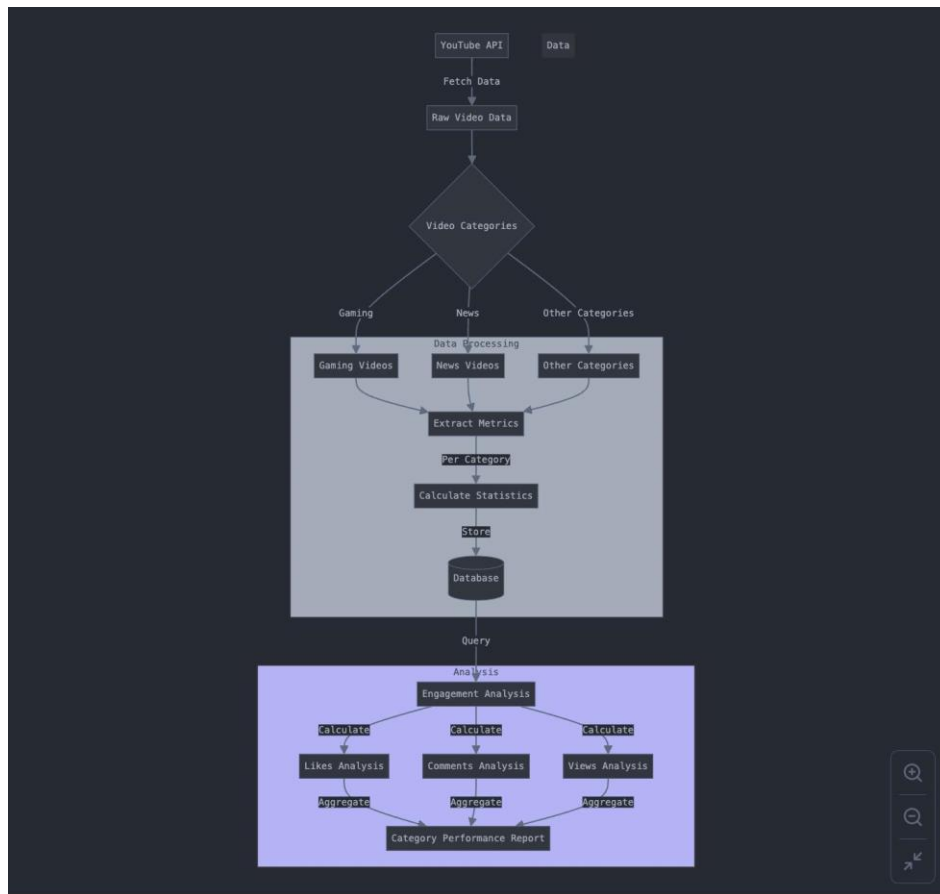 YouTube API
Data
Fetch Data
Raw Video Data
Video Categories
Gaming
News
Other Categories
Data Processing
Gaming Videos
News Videos
Other Categories
Extract Metrics
Per Category
Calculate Statistics
Store
Database
Query
Analysis
Engagement Analysis
Calculate
Calculate
Calculate
Likes Analysis
Comments Analysis
Views Analysis
Aggregate
Aggregate
Aggregate
Category Performance Report